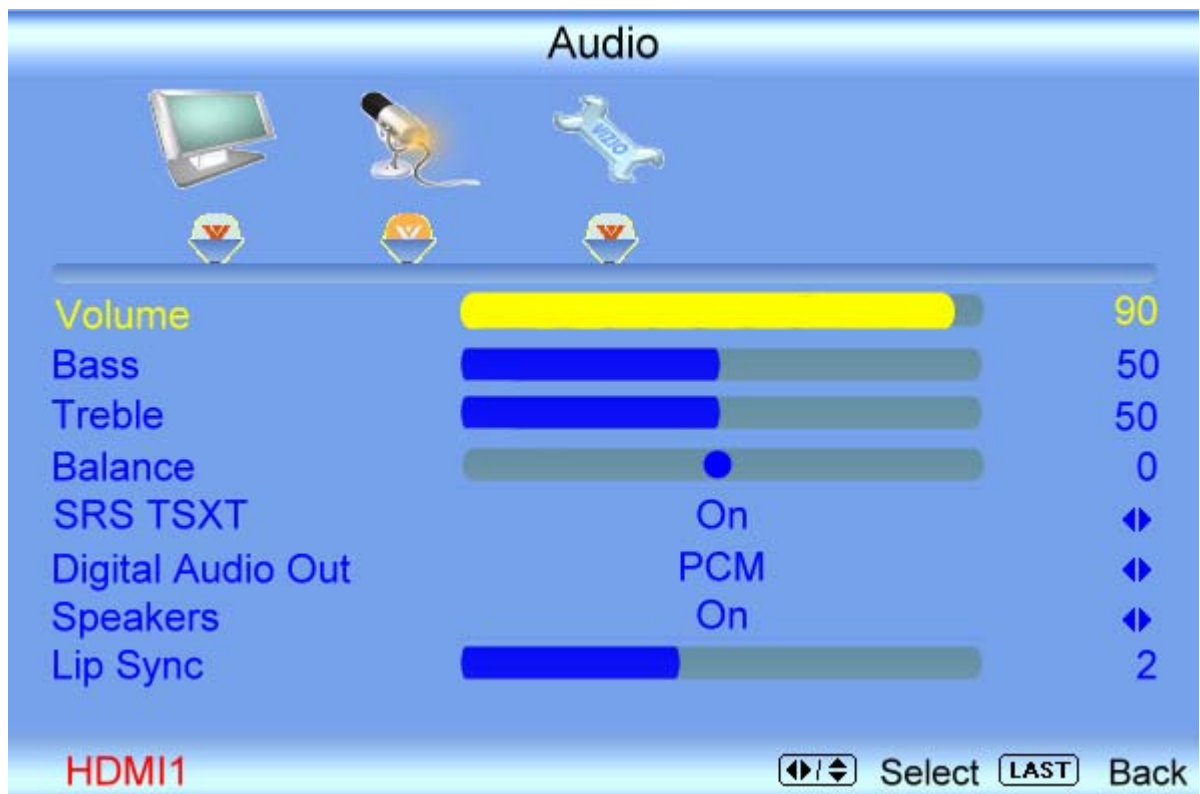 Audio
VIZIO
Volume 90
Bass 50
Treble 50
Balance 0
SRS TSXT On
Digital Audio Out PCM
Speakers On
Lip Sync 2
HDMI1 Select LAST Back